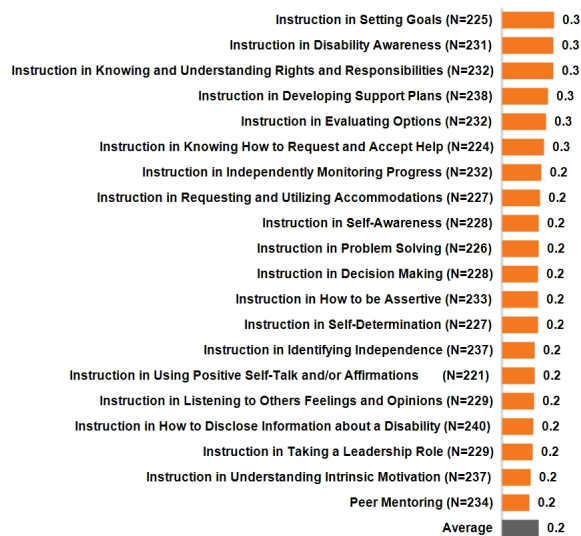 Instruction in Setting Goals (N=225) 0.3
Instruction in Disability Awareness (N=231) 0.3
Instruction in Knowing and Understanding Rights and Responsibilities (N=232) 0.3
Instruction in Developing Support Plans (N=238) 0.3
Instruction in Evaluating Options (N=232) 0.3
Instruction in Knowing How to Request and Accept Help (N=224) 0.3
Instruction in Independently Monitoring Progress (N=232) 0.2
Instruction in Requesting and Utilizing Accommodations (N=227) 0.2
Instruction in Self-Awareness (N=228) 0.2
Instruction in Problem Solving (N=226) 0.2
Instruction in Decision Making (N=228) 0.2
Instruction in How to be Assertive (N=233) 0.2
Instruction in Self-Determination (N=227) 0.2
Instruction in Identifying Independence (N=237) 0.2
Instruction in Using Positive Self-Talk and/or Affirmations (N=221) 0.2
Instruction in Listening to Others Feelings and Opinions (N=229) 0.2
Instruction in How to Disclose Information about a Disability (N=240) 0.2
Instruction in Taking a Leadership Role (N=229) 0.2
Instruction in Understanding Intrinsic Motivation (N=237) 0.2
Peer Mentoring (N=234) 0.2
Average 0.2